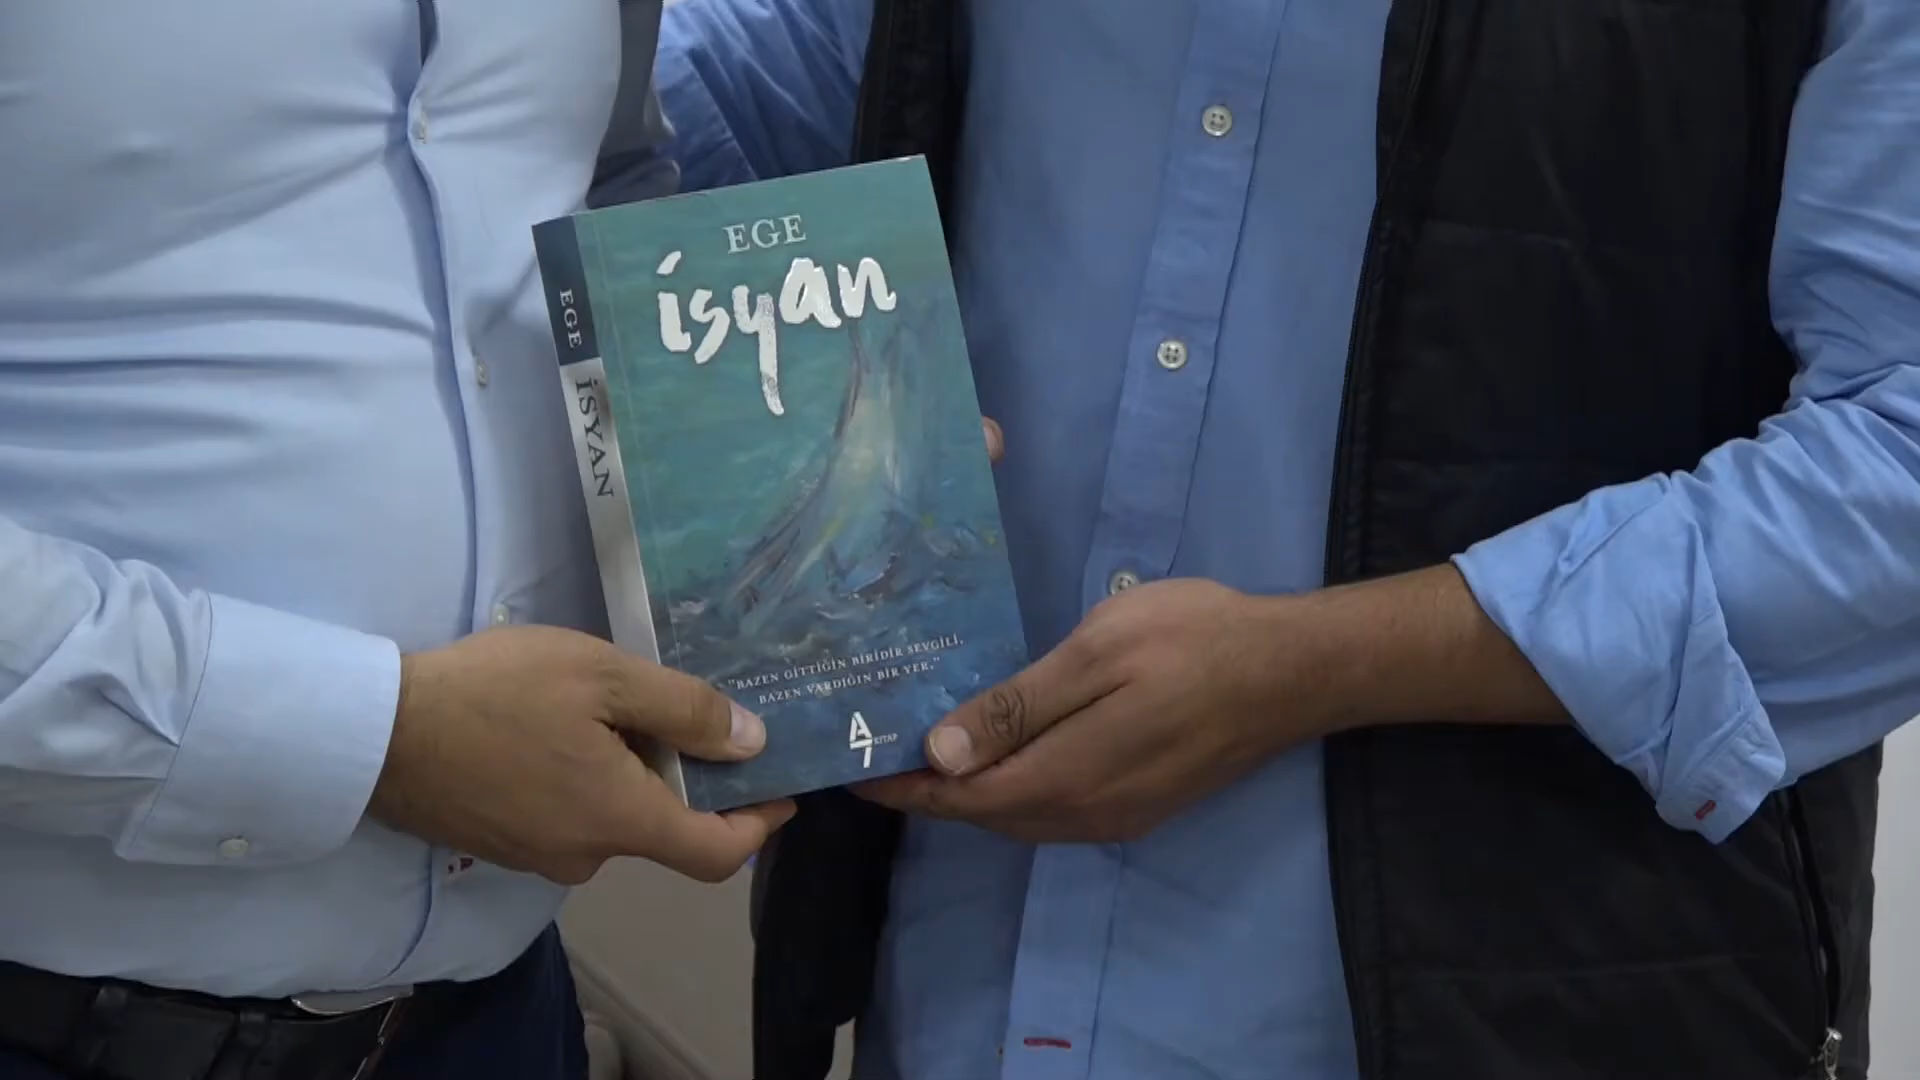 EGE
isyan
"BAZEN GİTTİĞİN BİRİDİR SEVGİLİ,
BAZEN VARDIĞIN BİR YER."
A7 KİTAP
EGE İSYAN